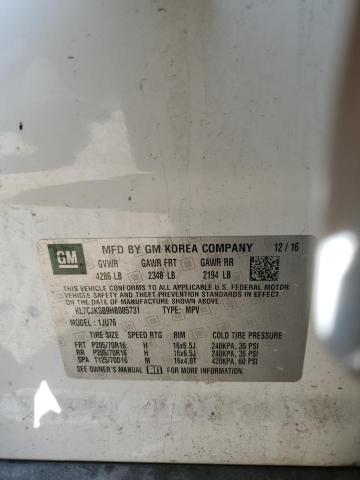 GM
MFD BY GM KOREA COMPANY 12/16
GVWR GAWR FRT GAWR RR
4286 LB 2348 LB 2194 LB
THIS VEHICLE CONFORMS TO ALL APPLICABLE U.S. FEDERAL MOTOR
VEHICLE SAFETY, BUMPER, AND THEFT PREVENTION STANDARDS IN
EFFECT ON THE DATE OF MANUFACTURE SHOWN ABOVE.
KL7CJKSB9HB085731 TYPE: MPV
MODEL: 1JU76
TIRE SIZE SPEED RTG RIM COLD TIRE PRESSURE
FRT P205/70R16 H 16x6.5J 240KPA, 35 PSI
RR P205/70R16 H 16x6.5J 240KPA, 35 PSI
SPA T125/70D16 M 16x4.0T 420KPA, 60 PSI
SEE OWNER'S MANUAL FOR MORE INFORMATION.